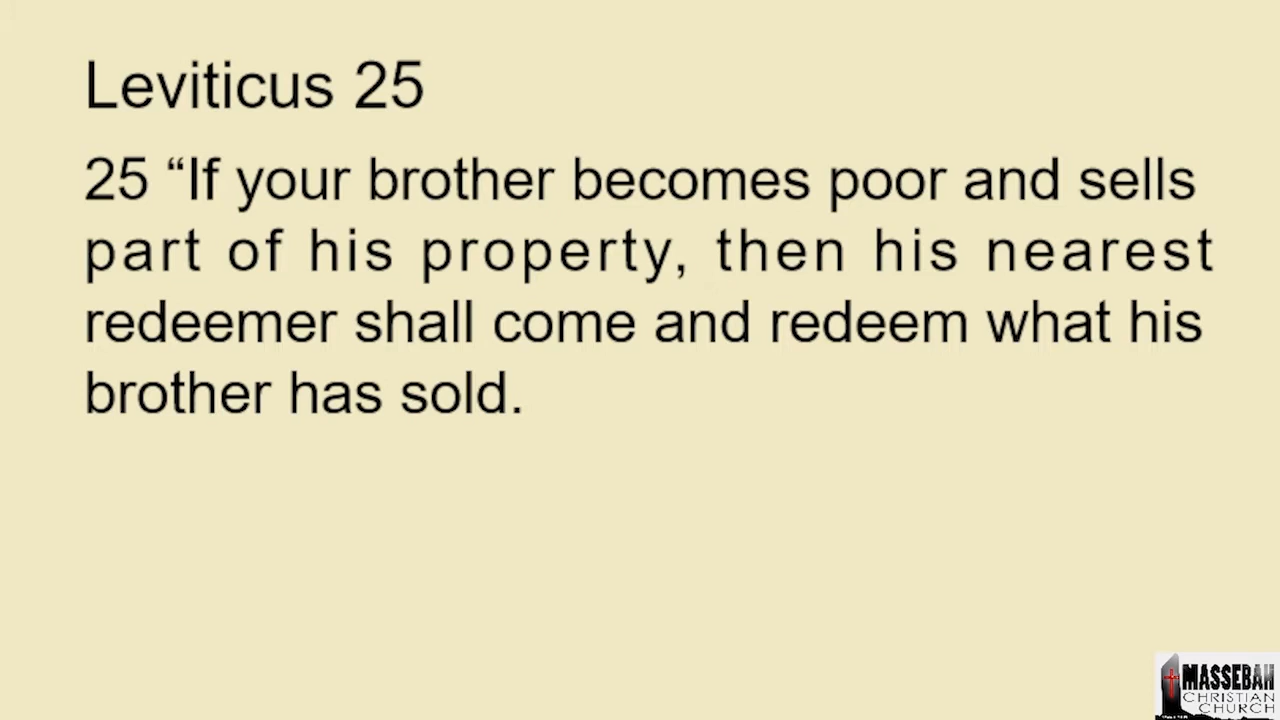 Leviticus 25
25 “If your brother becomes poor and sells
part of his property, then his nearest
redeemer shall come and redeem what his
brother has sold.
MASSEBAH
CHRISTIAN
CHURCH